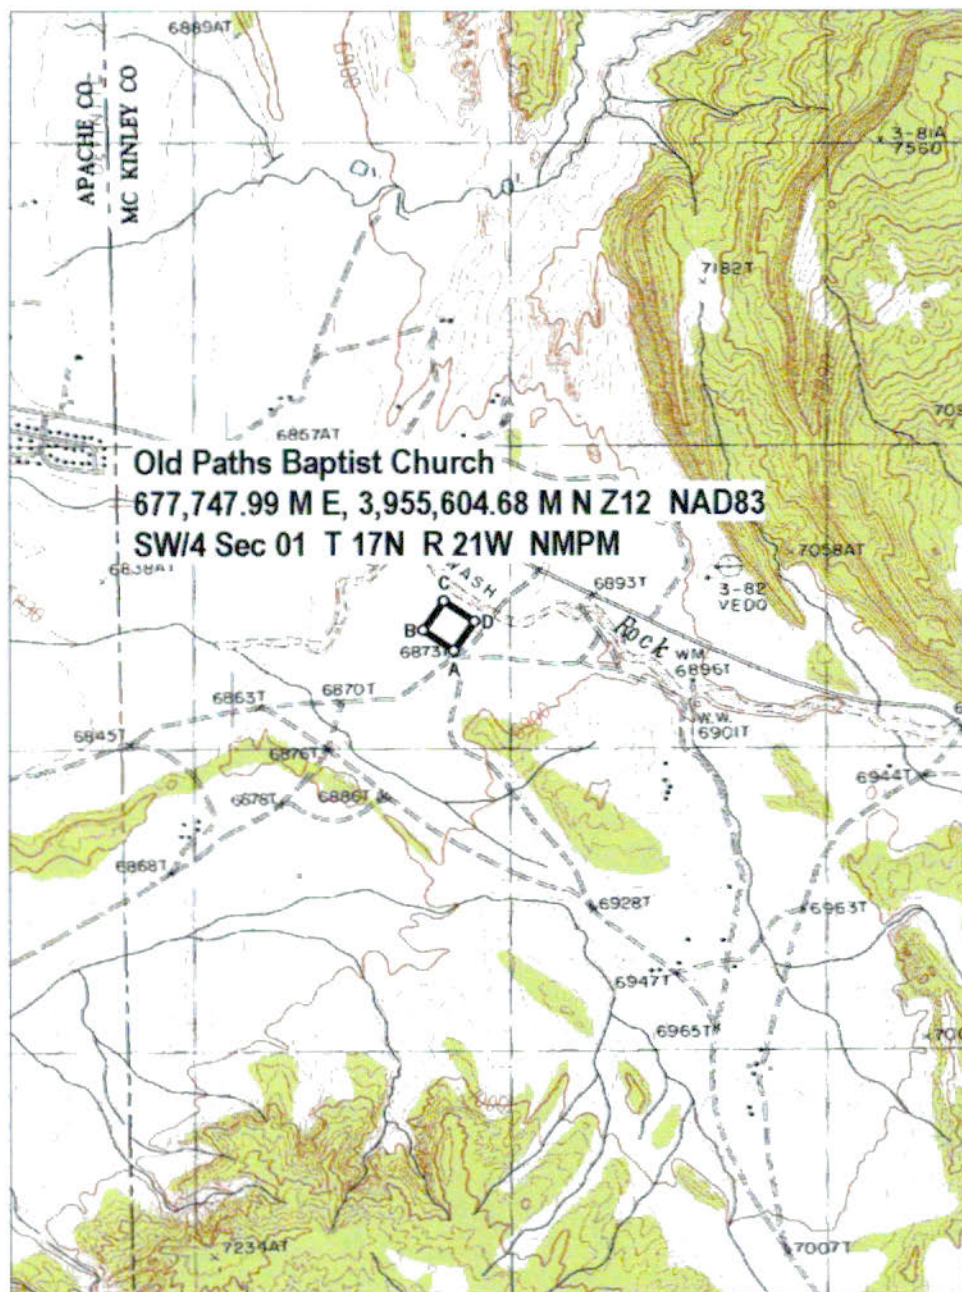 6889AT
APACHE CO
MC KINLEY CO
3-81A
7560
7182T
6857AT
Old Paths Baptist Church
677,747.99 M E, 3,955,604.68 M N Z12 NAD83
SW/4 Sec 01 T 17N R 21W NMPM
7058AT
6838AT
WASH
6893T
3-82
VEDO
C
D
B
A
6873T
Rock
WM
6896T
6870T
6863T
W.W.
6901T
6845T
6876T
6944T
6878T
6886T
6868T
6928T
6963T
6947T
6965T
7234AT
7007T